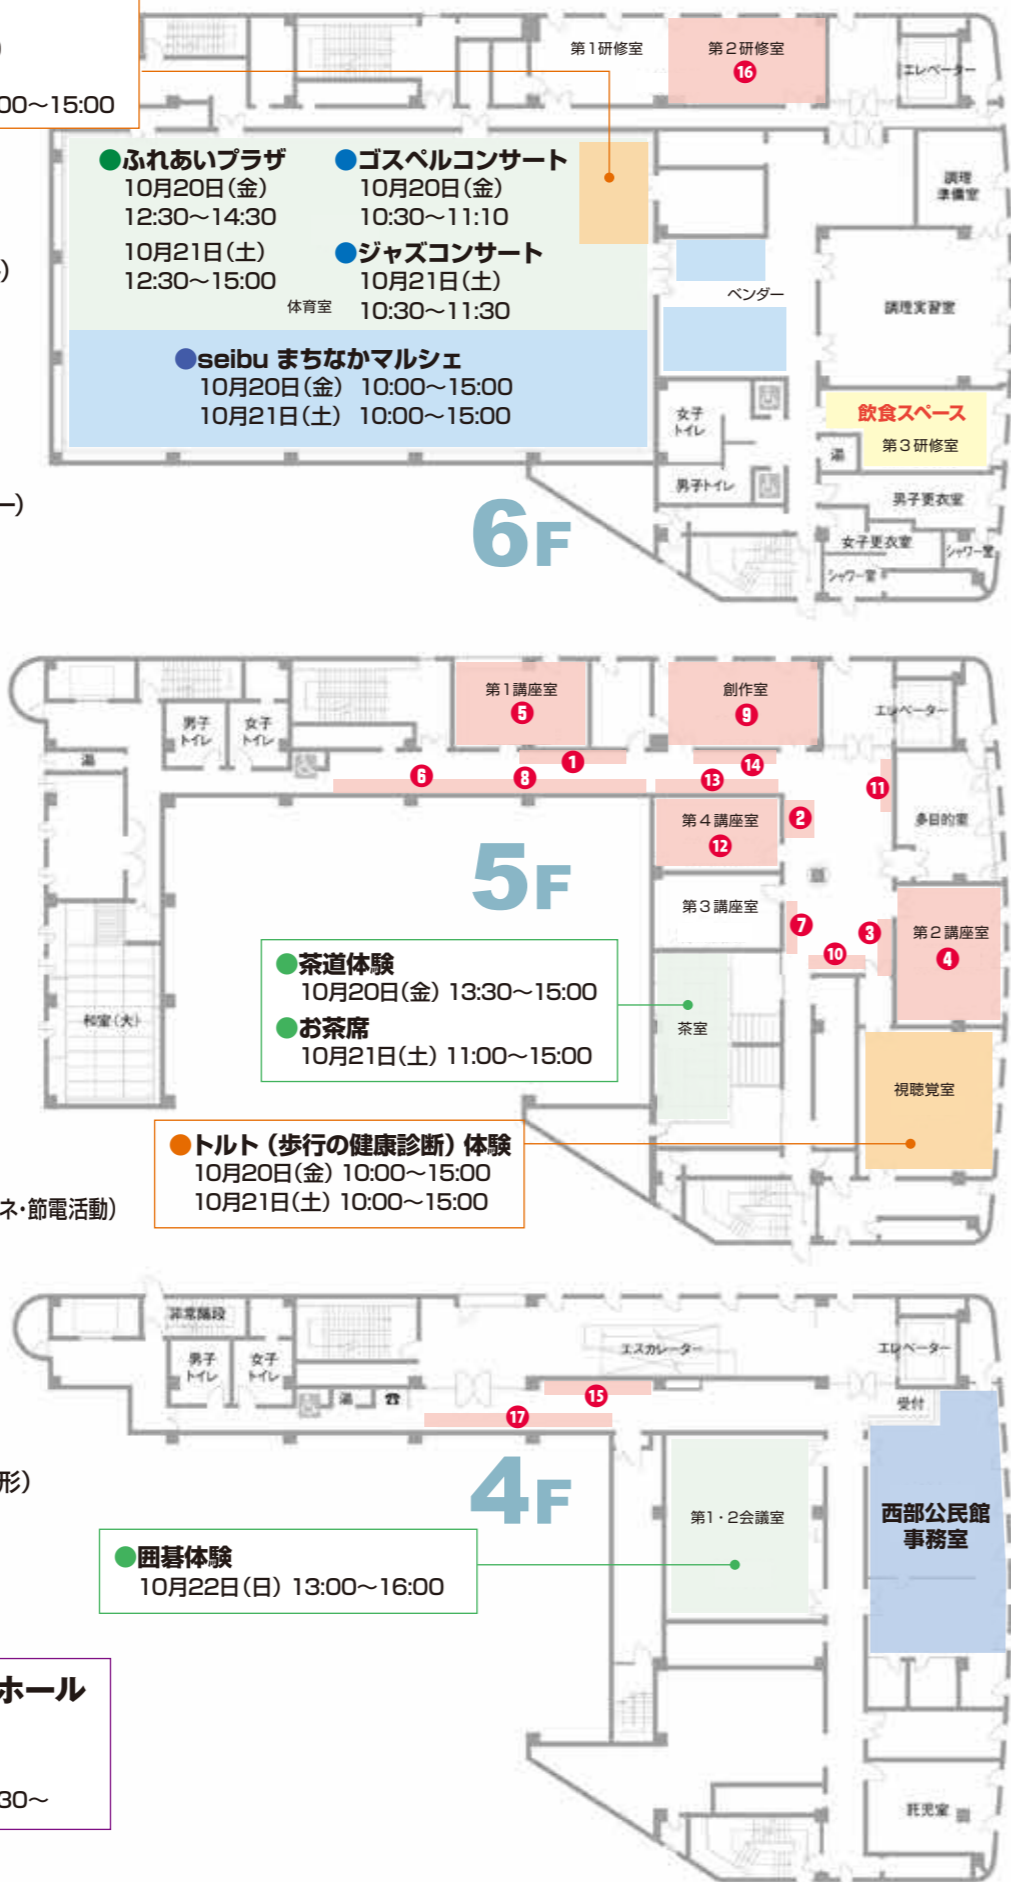 )
00～15:00
第1研修室
第2研修室
⑯
エレベーター
●ふれあいプラザ
10月20日(金)
12:30～14:30
10月21日(土)
12:30～15:00
●ゴスペルコンサート
10月20日(金)
10:30～11:10
●ジャズコンサート
10月21日(土)
10:30～11:30
体育室
調理
準備室
)
ベンダー
調理実習室
●seibu まちなかマルシェ
10月20日(金) 10:00～15:00
10月21日(土) 10:00～15:00
女子
トイレ
飲食スペース
湯
第3研修室
男子トイレ
男子更衣室
ー)
6F
女子更衣室
シャワー室
シャワー室
第1講座室
⑤
創作室
⑨
エレベーター
男子
トイレ
女子
トイレ
湯
①
⑥
⑧
⑬
⑭
⑪
②
多目的室
第4講座室
⑫
5F
第3講座室
⑦
③
⑩
第2講座室
④
●茶道体験
10月20日(金) 13:30～15:00
●お茶席
10月21日(土) 11:00～15:00
和室(大)
茶室
視聴覚室
●トルト(歩行の健康診断)体験
10月20日(金) 10:00～15:00
10月21日(土) 10:00～15:00
ネ・節電活動)
非常階段
男子
トイレ
女子
トイレ
エスカレーター
エレベーター
湯
☎
⑮
⑰
受付
4F
形)
第1・2会議室
西部公民館
事務室
●囲碁体験
10月22日(日) 13:00～16:00
ホール
30～
託児室